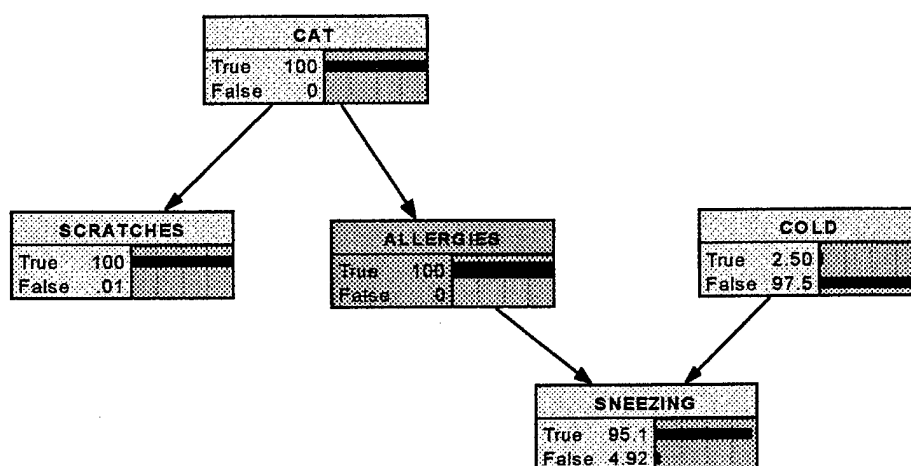 CAT
True 100
False 0
SCRATCHES
True 100
False .01
ALLERGIES
True 100
False 0
COLD
True 2.50
False 97.5
SNEEZING
True 95.1
False 4.92